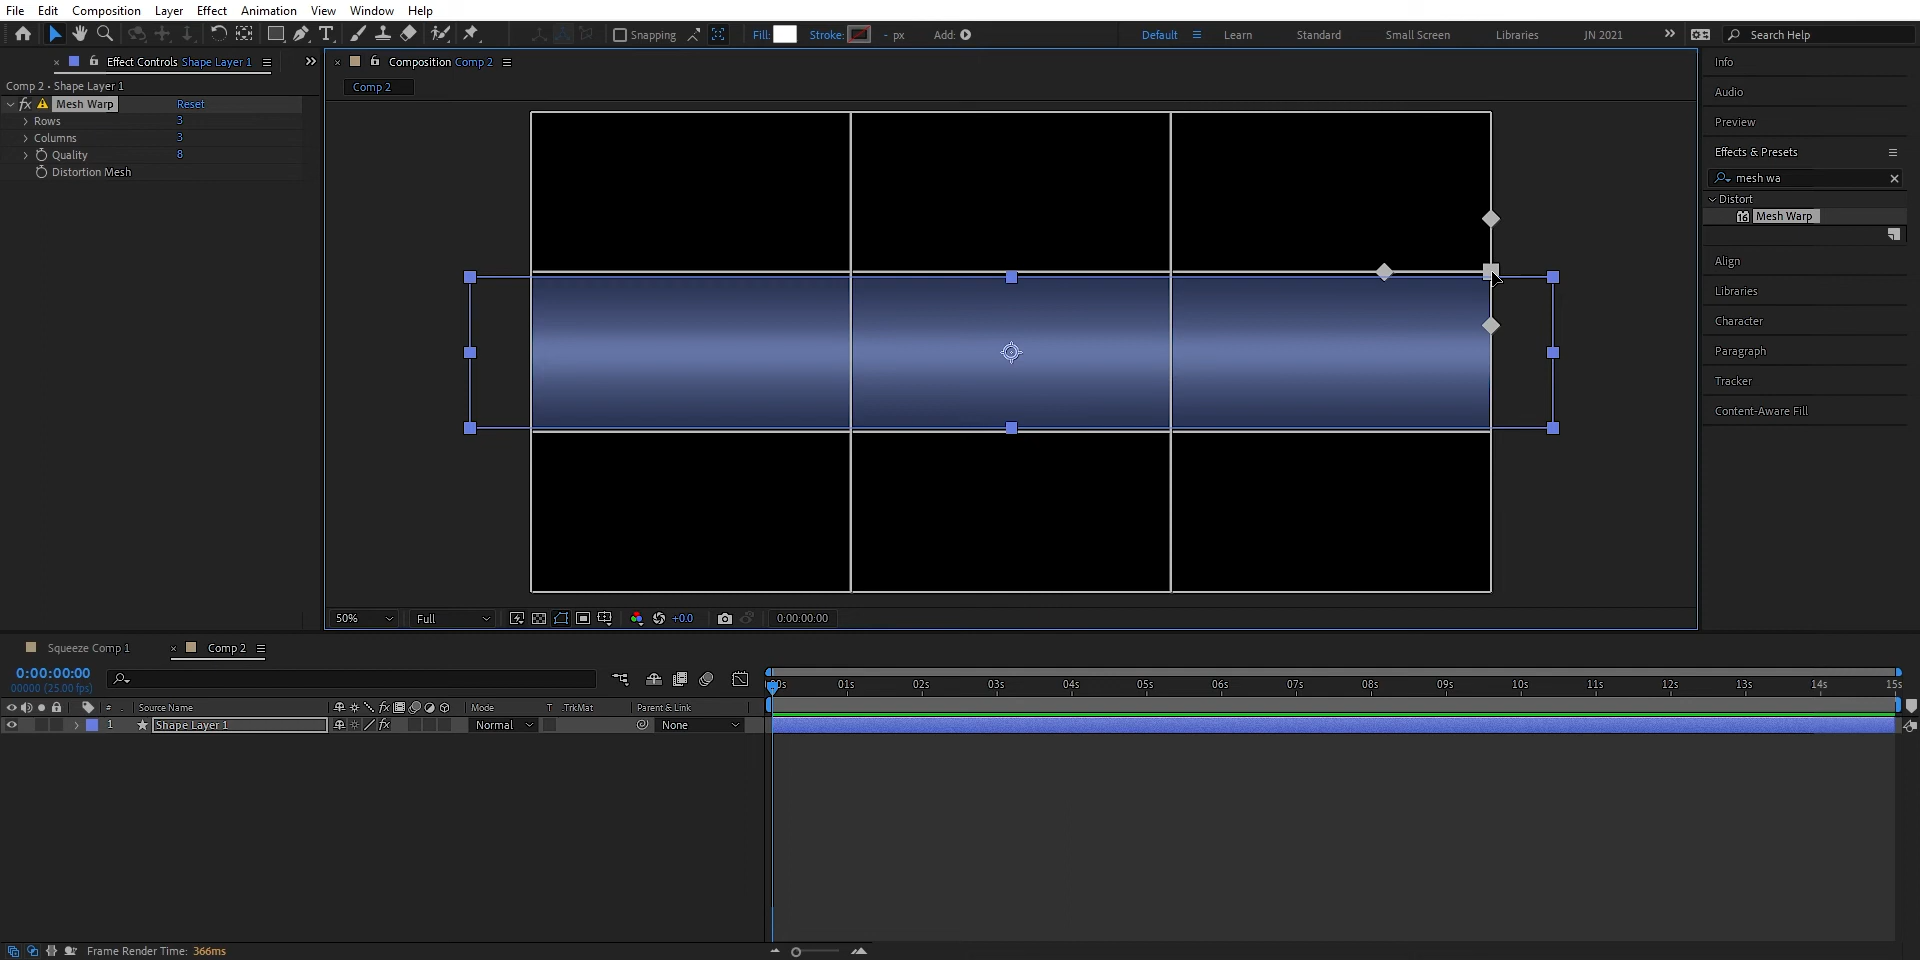 File Edit Composition Layer Effect Animation View Window Help
Snapping Fill: Stroke: - px Add: Default Learn Standard Small Screen Libraries JN 2021 Search Help
Effect Controls Shape Layer 1
Comp 2 • Shape Layer 1
fx Mesh Warp Reset
Rows 3
Columns 3
Quality 8
Distortion Mesh
Composition Comp 2
Comp 2
Info
Audio
Preview
Effects & Presets
mesh wa
Distort
Mesh Warp
Align
Libraries
Character
Paragraph
Tracker
Content-Aware Fill
50% Full +0.0 0:00:00:00
Squeeze Comp 1 Comp 2
0:00:00:00
00000 (25.00 fps)
00s 01s 02s 03s 04s 05s 06s 07s 08s 09s 10s 11s 12s 13s 14s 15s
# Source Name fx Mode T .TrkMat Parent & Link
1 Shape Layer 1 fx Normal None
Frame Render Time: 366ms